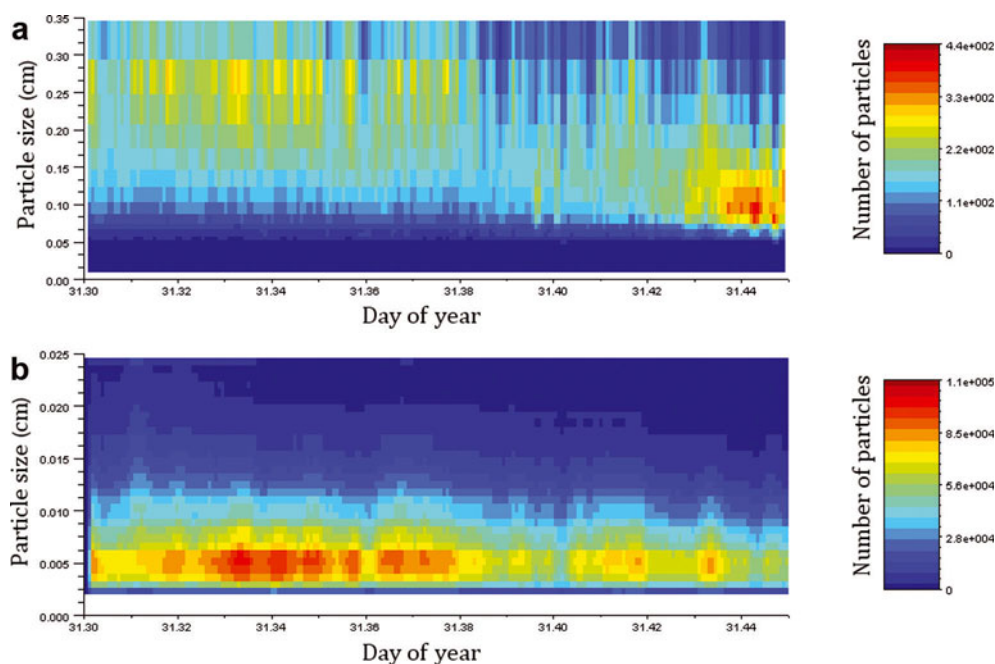 a
Particle size (cm)
0.35
0.30
0.25
0.20
0.15
0.10
0.05
0.00
31.30 31.32 31.34 31.36 31.38 31.40 31.42 31.44
Day of year
Number of particles
4.4e+002
3.3e+002
2.2e+002
1.1e+002
0
b
Particle size (cm)
0.025
0.020
0.015
0.010
0.005
0.000
31.30 31.32 31.34 31.36 31.38 31.40 31.42 31.44
Day of year
Number of particles
1.1e+005
8.5e+004
5.6e+004
2.8e+004
0